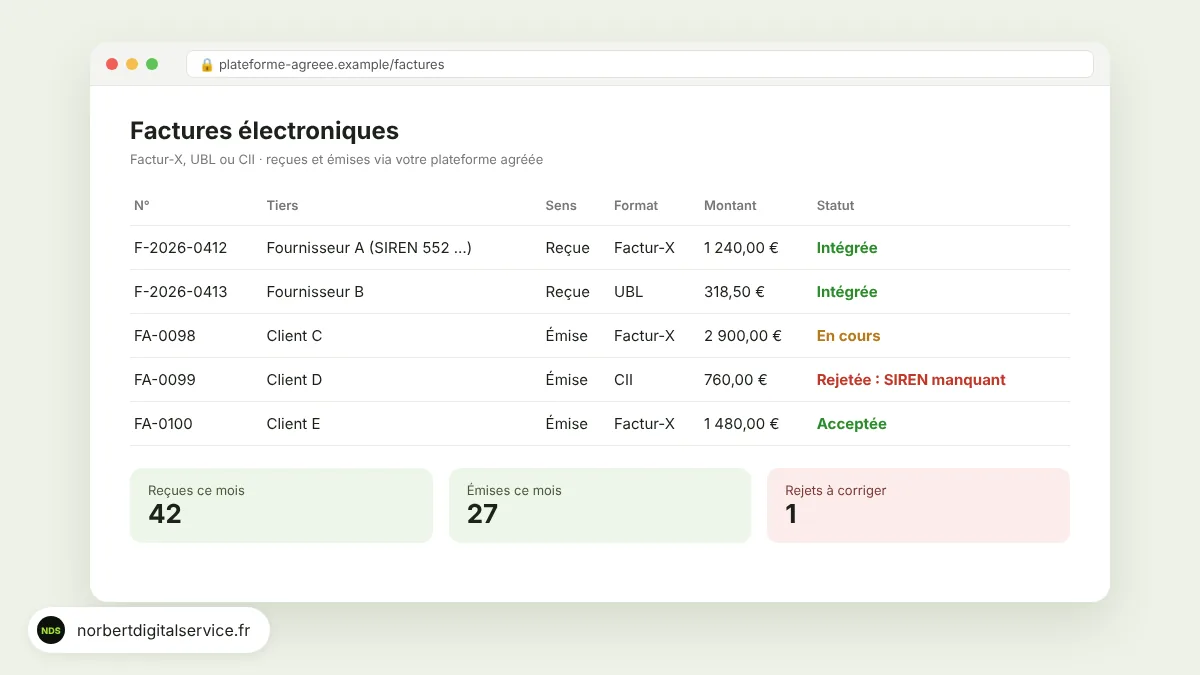 plateforme-agreee.example/factures
Factures électroniques
Factur-X, UBL ou CII · reçues et émises via votre plateforme agréée
N° Tiers Sens Format Montant Statut
F-2026-0412 Fournisseur A (SIREN 552 …) Reçue Factur-X 1 240,00 € Intégrée
F-2026-0413 Fournisseur B Reçue UBL 318,50 € Intégrée
FA-0098 Client C Émise Factur-X 2 900,00 € En cours
FA-0099 Client D Émise CII 760,00 € Rejetée : SIREN manquant
FA-0100 Client E Émise Factur-X 1 480,00 € Acceptée
Reçues ce mois Émises ce mois Rejets à corriger
42 27 1
NDS norbertdigitalservice.fr